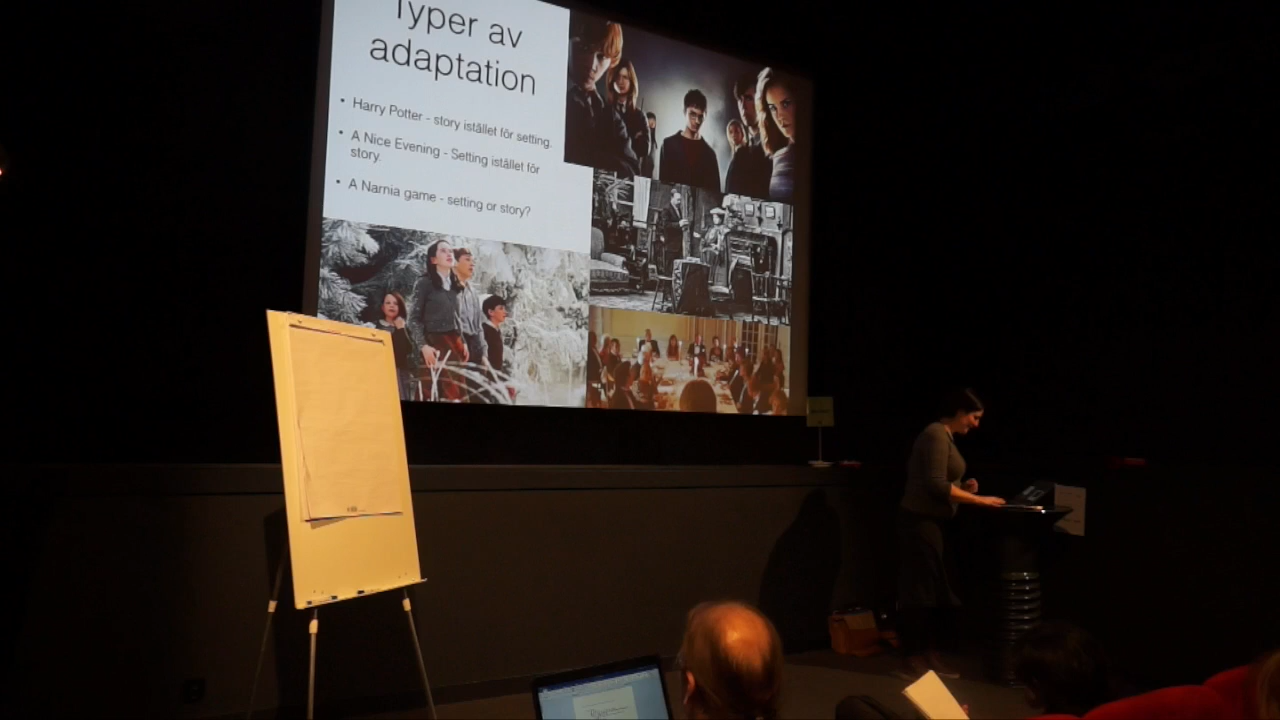 Typer av
adaptation
• Harry Potter - story istället för setting.
• A Nice Evening - Setting istället för
story.
• A Narnia game - setting or story?